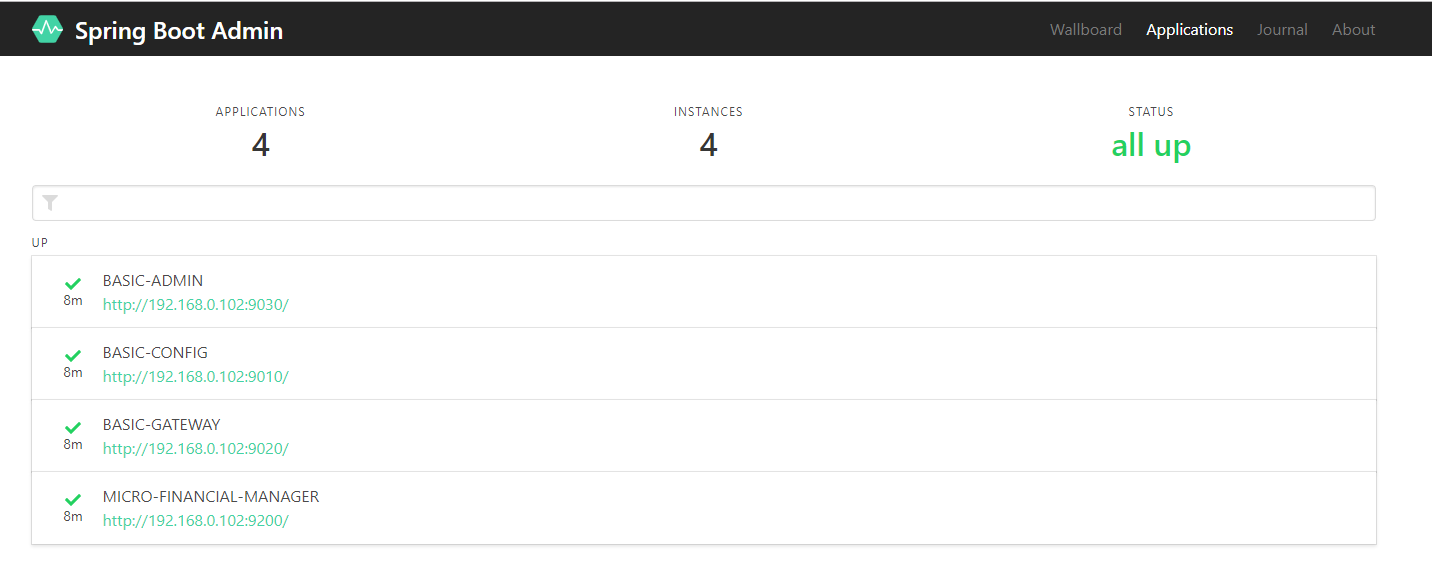 Spring Boot Admin
Wallboard Applications Journal About
APPLICATIONS INSTANCES STATUS
4 4 all up
UP
BASIC-ADMIN
8m http://192.168.0.102:9030/
BASIC-CONFIG
8m http://192.168.0.102:9010/
BASIC-GATEWAY
8m http://192.168.0.102:9020/
MICRO-FINANCIAL-MANAGER
8m http://192.168.0.102:9200/